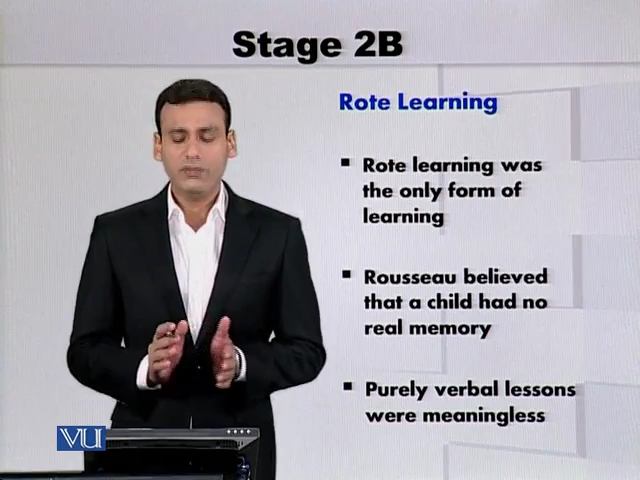 Stage 2B
Rote Learning
▪ Rote learning was
the only form of
learning
▪ Rousseau believed
that a child had no
real memory
▪ Purely verbal lessons
were meaningless
VU